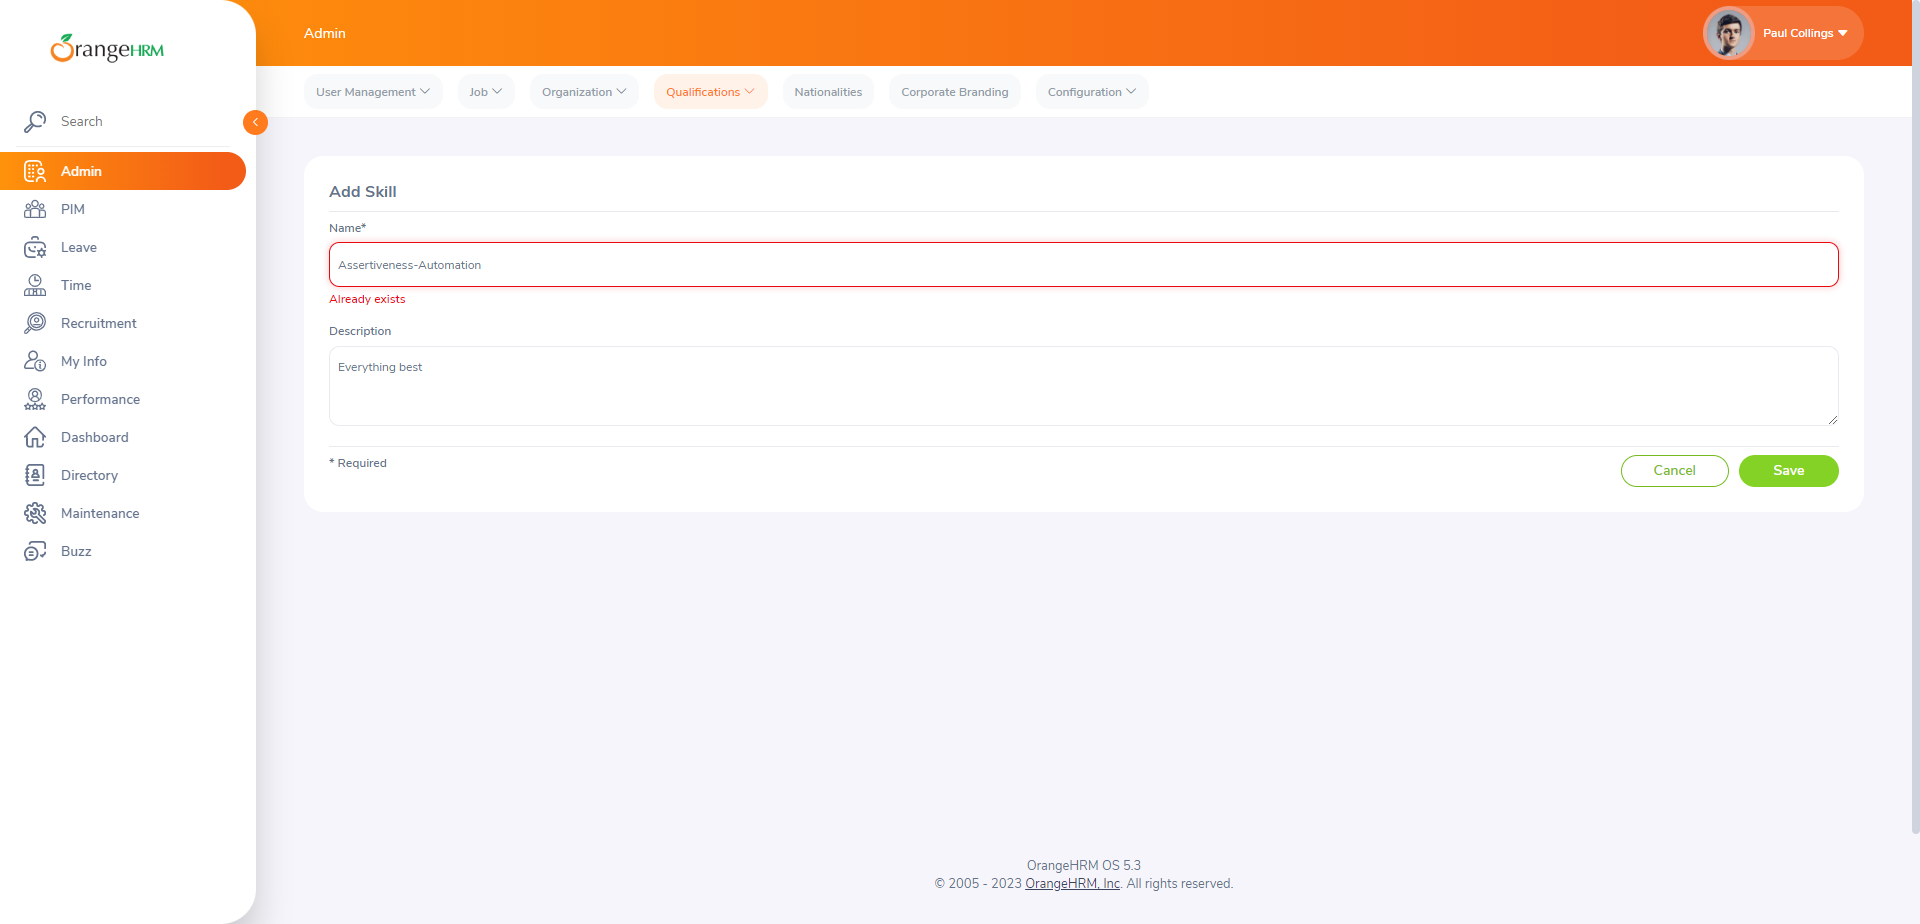 OrangeHRM
Admin
Paul Collings
User Management
Job
Organization
Qualifications
Nationalities
Corporate Branding
Configuration
Search
Admin
PIM
Leave
Time
Recruitment
My Info
Performance
Dashboard
Directory
Maintenance
Buzz
Add Skill
Name*
Assertiveness-Automation
Already exists
Description
Everything best
* Required
Cancel
Save
OrangeHRM OS 5.3
© 2005 - 2023 OrangeHRM, Inc. All rights reserved.